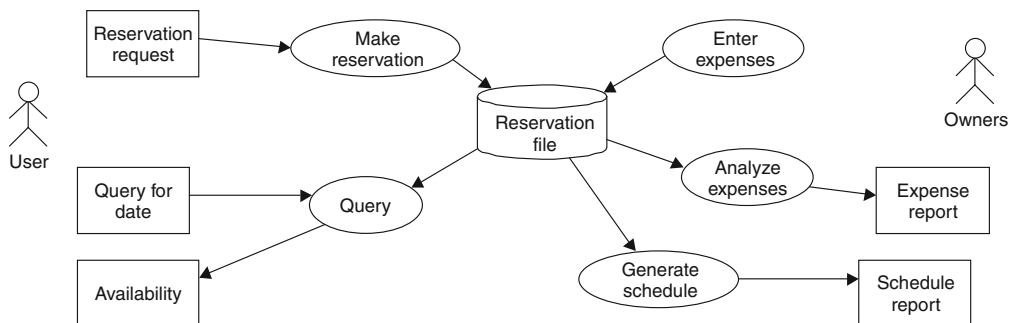 Reservation
request
Make
reservation
Enter
expenses
Reservation
file
User
Owners
Query for
date
Query
Analyze
expenses
Expense
report
Availability
Generate
schedule
Schedule
report